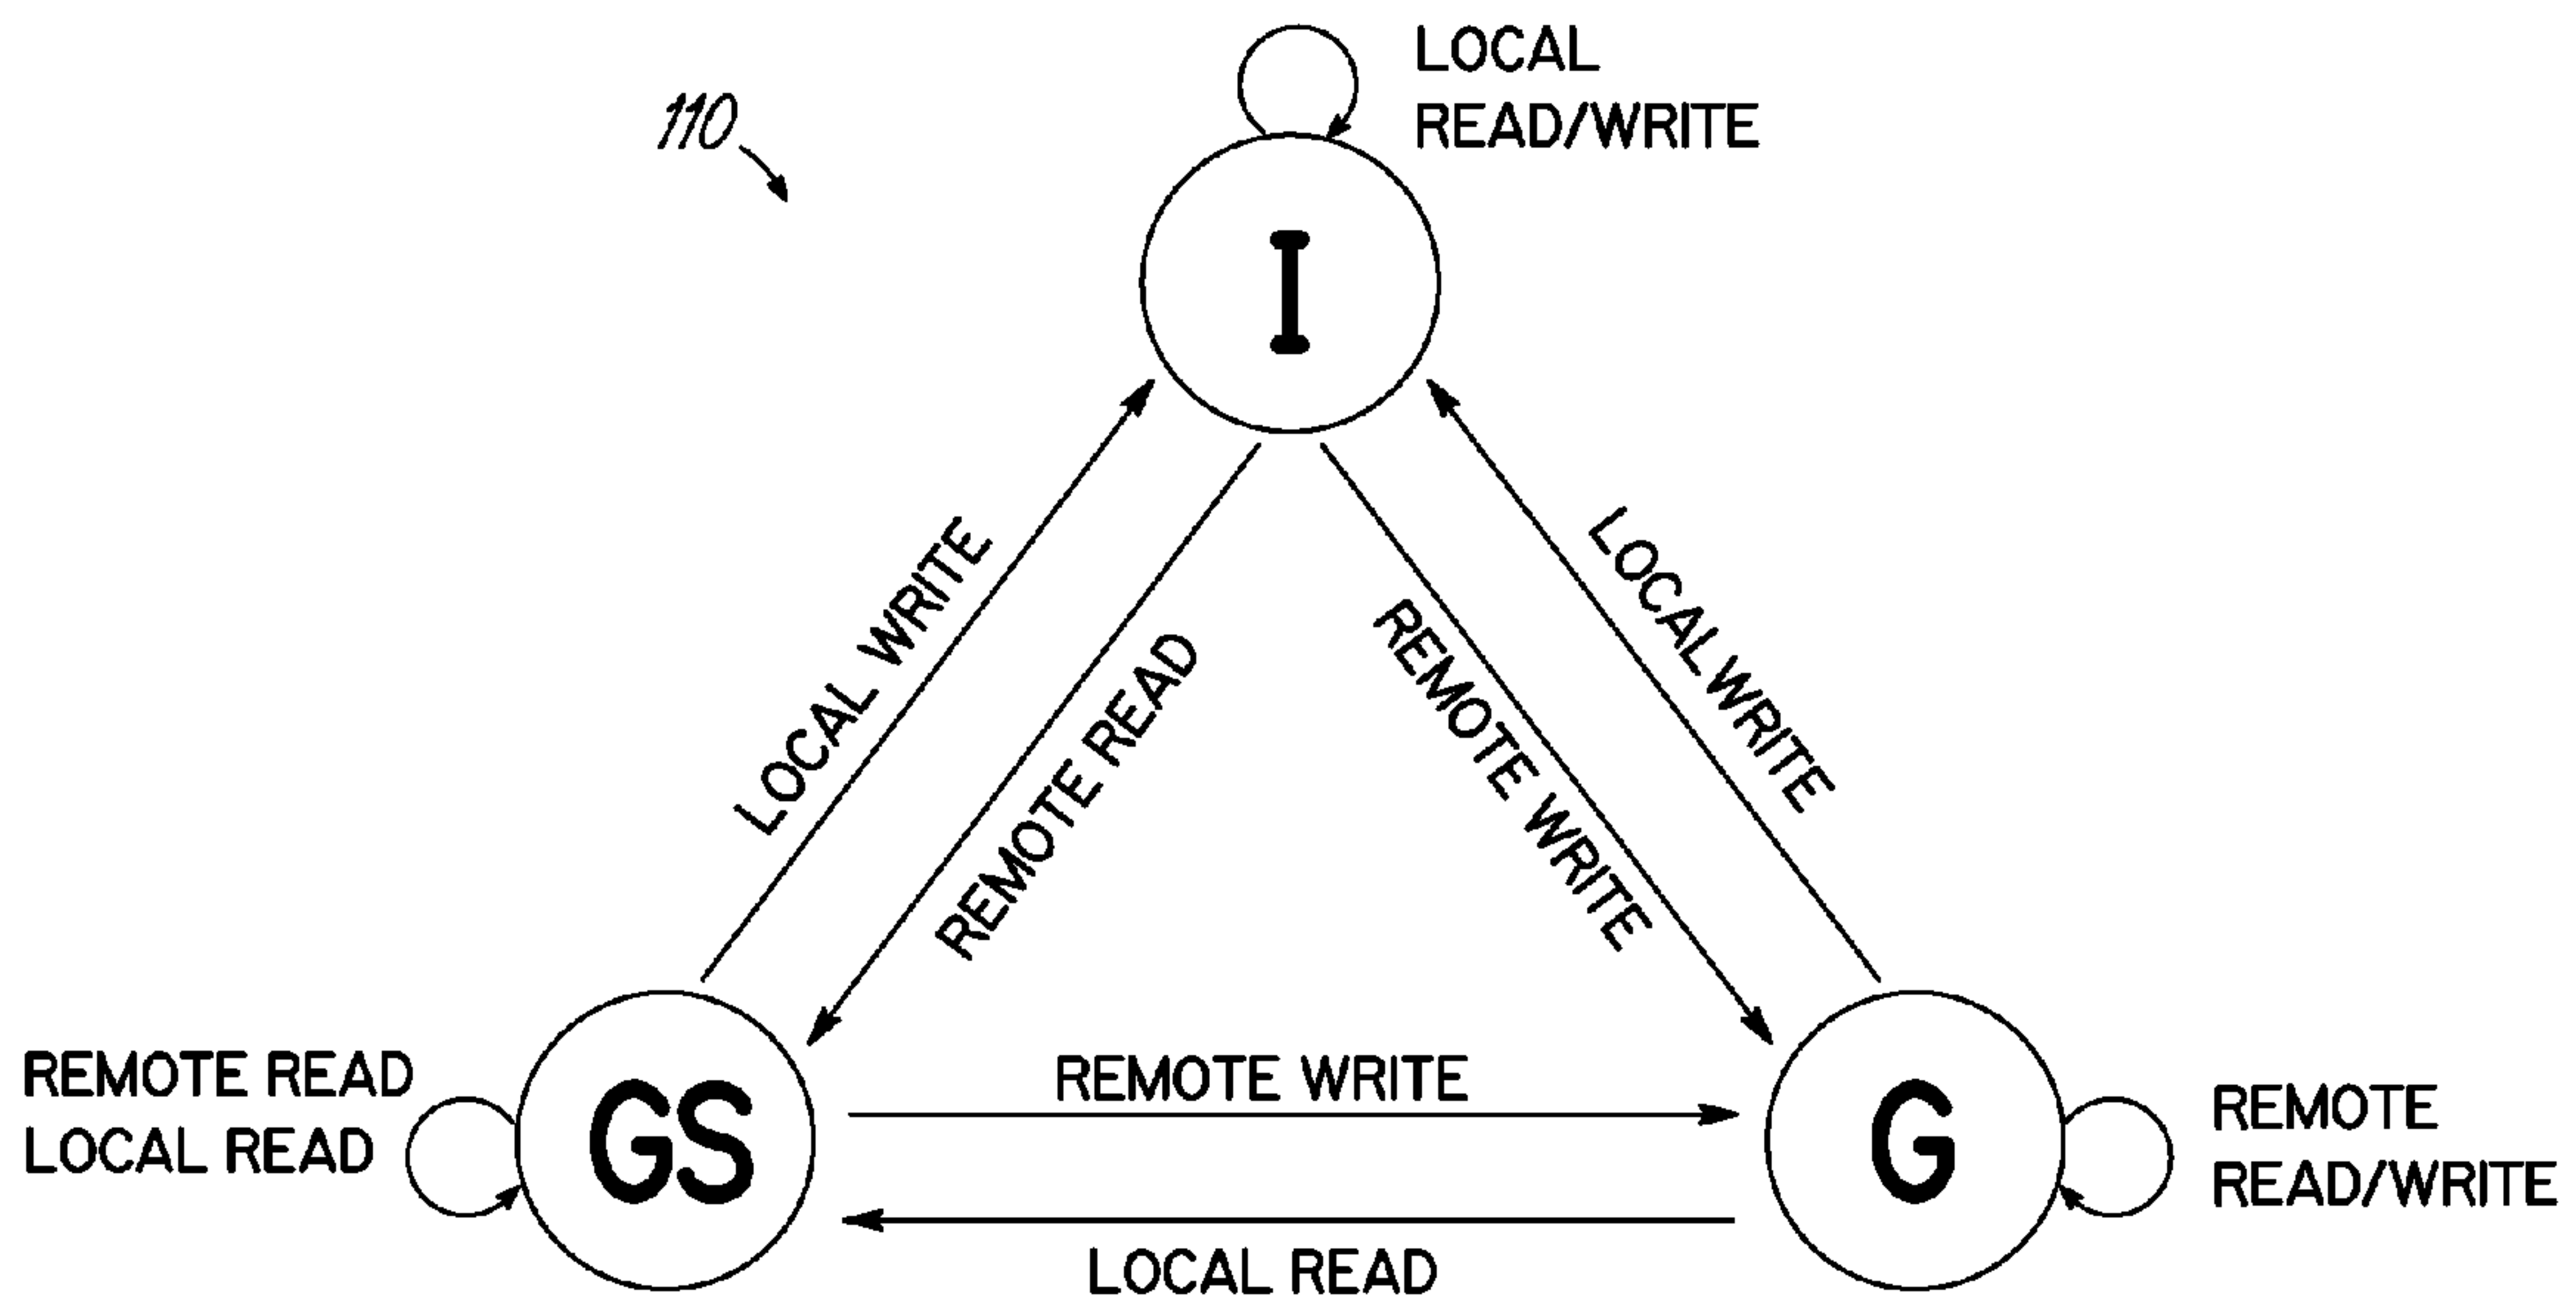 110
LOCAL
READ/WRITE
I
LOCAL WRITE
REMOTE READ
REMOTE WRITE
LOCAL WRITE
REMOTE READ
LOCAL READ
GS
REMOTE WRITE
LOCAL READ
G
REMOTE
READ/WRITE